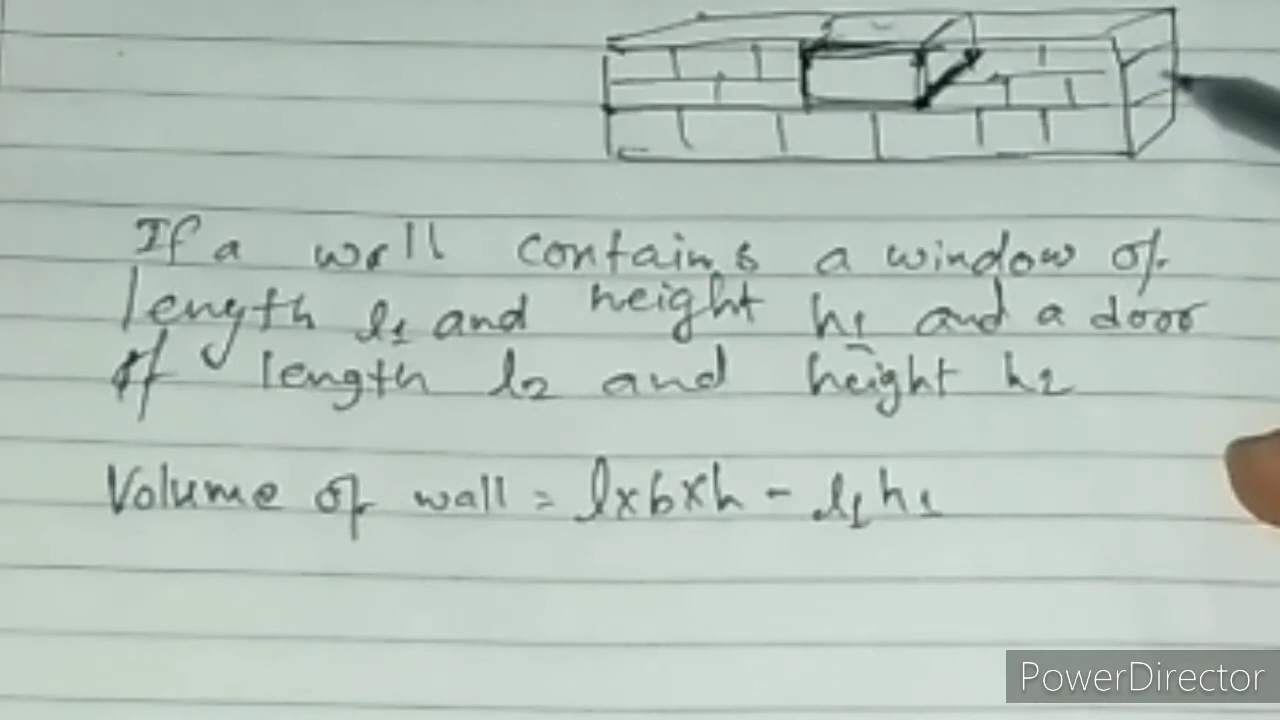 If a wall contains a window of
length l1 and height h1 and a door
of length l2 and height h2
Volume of wall = l×b×h - l1h1
PowerDirector